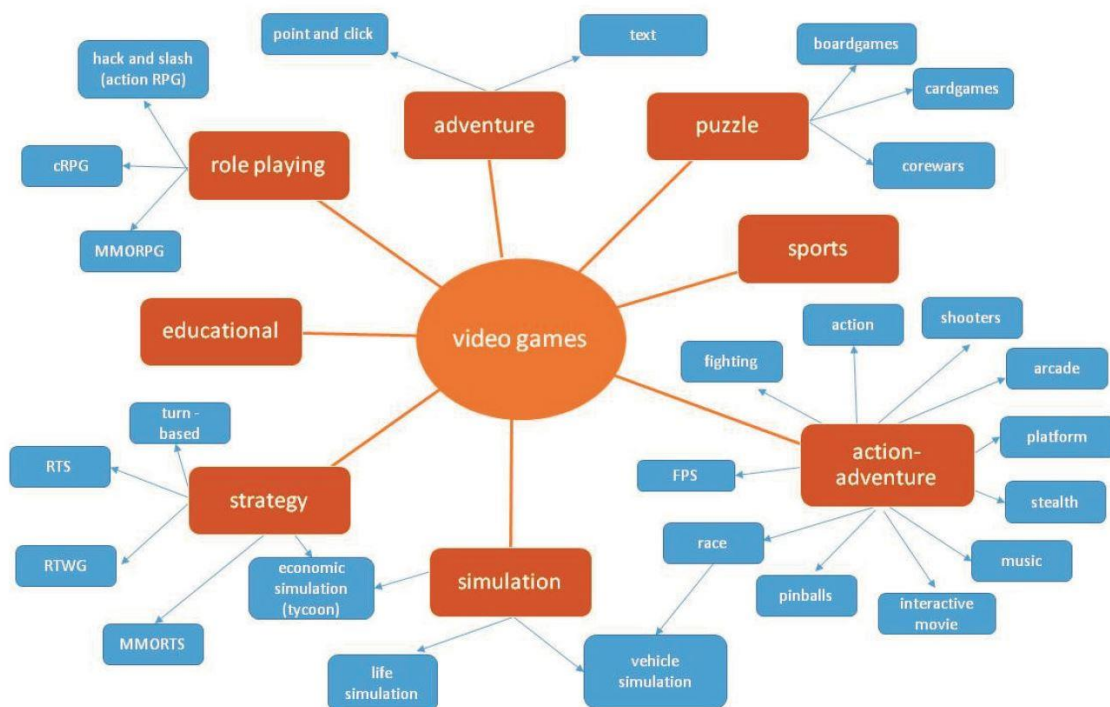 point and click
text
boardgames
hack and slash
(action RPG)
cardgames
adventure
puzzle
role playing
cRPG
corewars
MMORPG
sports
educational
video games
action
shooters
fighting
arcade
turn -
based
platform
action-
adventure
RTS
FPS
strategy
stealth
race
RTWG
economic
simulation
(tycoon)
simulation
music
pinballs
interactive
movie
MMORTS
life
simulation
vehicle
simulation